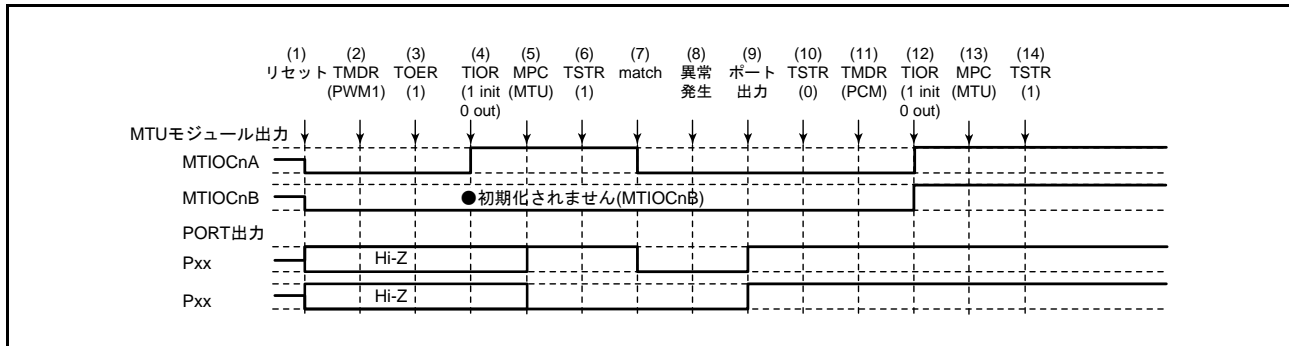 (1) (2) (3) (4) (5) (6) (7) (8) (9) (10) (11) (12) (13) (14)
リセット TMDR TOER TIOR MPC TSTR match 異常 ポート TSTR TMDR TIOR MPC TSTR
(PWM1) (1) (1 init (MTU) (1) 発生 出力 (0) (PCM) (1 init (MTU) (1)
0 out) 0 out)
MTUモジュール出力
MTIOCnA
MTIOCnB ●初期化されません(MTIOCnB)
PORT出力
Pxx Hi-Z
Pxx Hi-Z